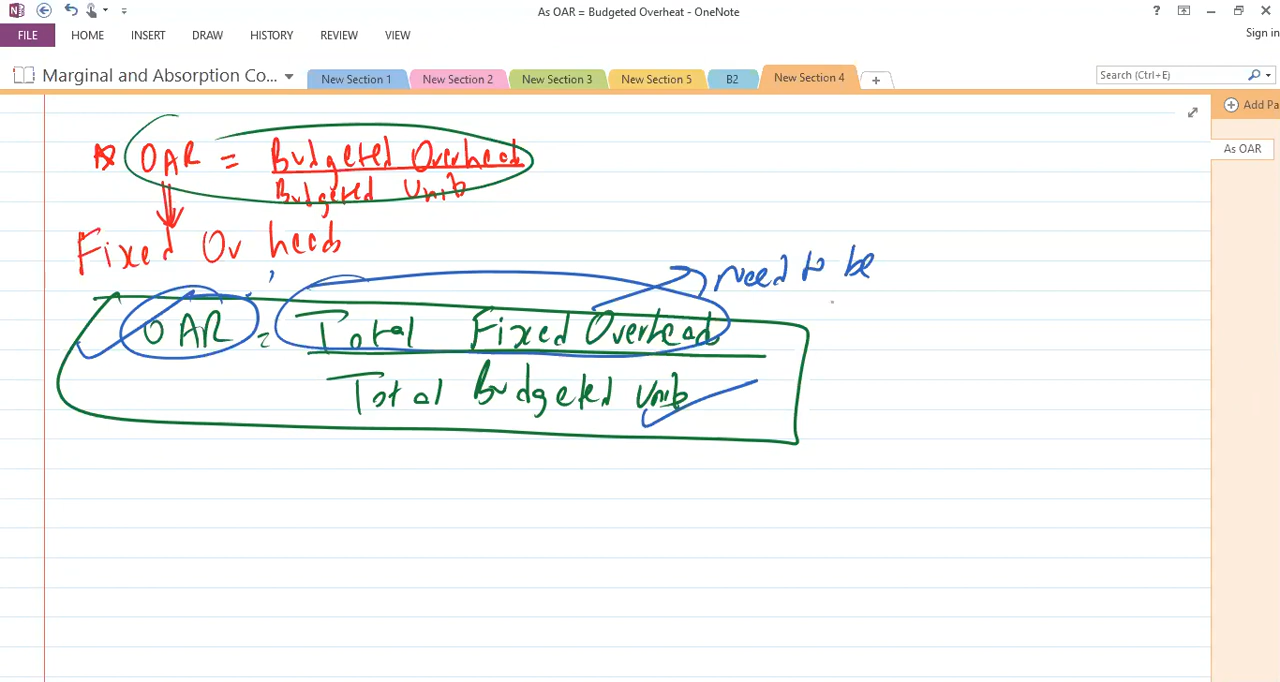 As OAR = Budgeted Overheat - OneNote
?
Sign in
FILE HOME INSERT DRAW HISTORY REVIEW VIEW
Marginal and Absorption Co... New Section 1 New Section 2 New Section 3 New Section 5 B2 New Section 4 +
Search (Ctrl+E)
Add Pa
As OAR
OAR = Budgeted Overhead
Budgeted Units
Fixed Ov heads
need to be
OAR = Total Fixed Overhead
Total Budgeted Units